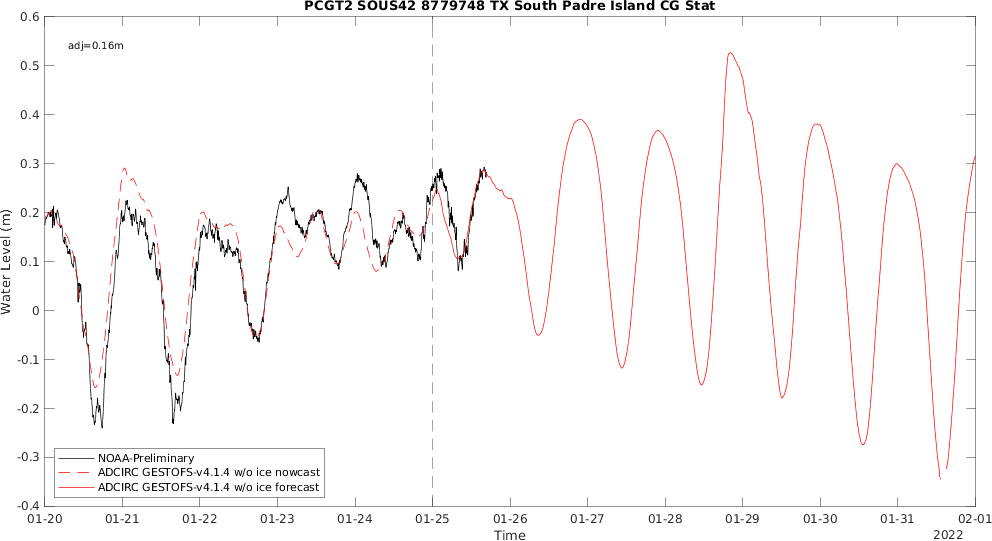 PCGT2 SOUS42 8779748 TX South Padre Island CG Stat
0.6
adj=0.16m
0.5
0.4
0.3
0.2
0.1
0
-0.1
-0.2
-0.3
-0.4
Water Level (m)
NOAA-Preliminary
ADCIRC GESTOFS-v4.1.4 w/o ice nowcast
ADCIRC GESTOFS-v4.1.4 w/o ice forecast
01-20 01-21 01-22 01-23 01-24 01-25 01-26 01-27 01-28 01-29 01-30 01-31 02-01
Time
2022